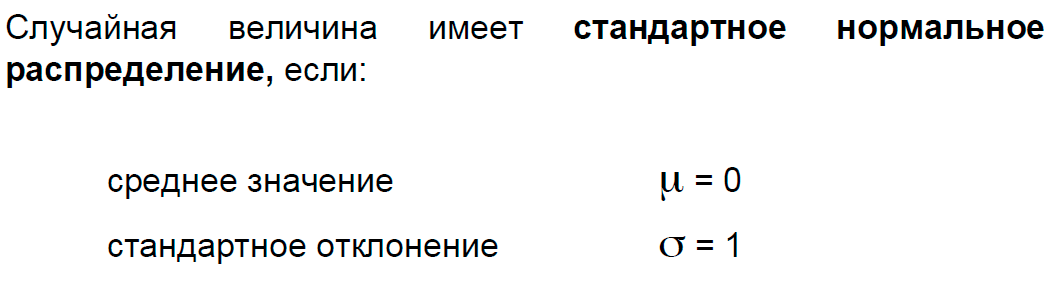 Случайная величина имеет стандартное нормальное
распределение, если:
среднее значение μ = 0
стандартное отклонение σ = 1